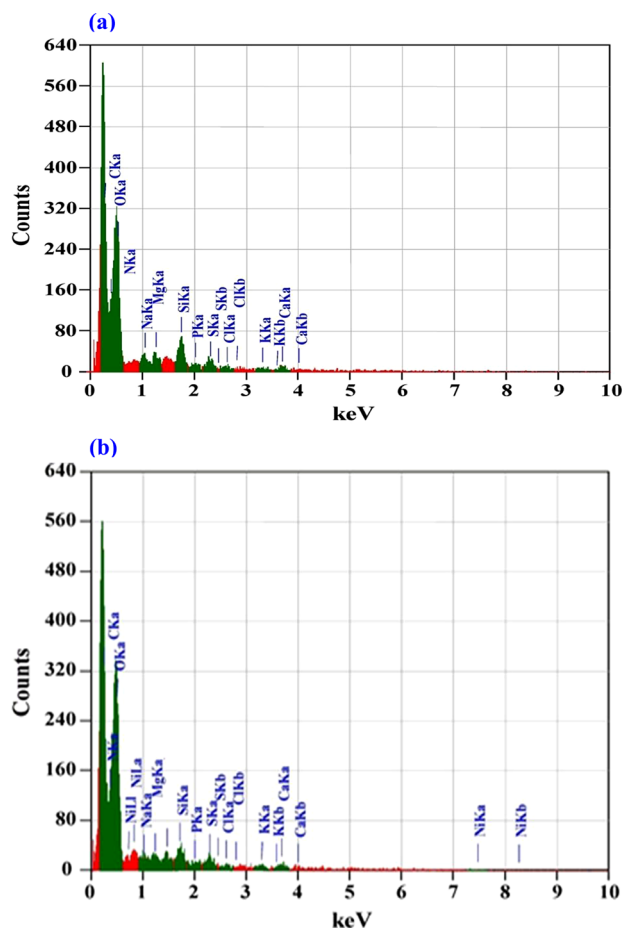 (a)
640
560
480
400
320
240
160
80
0
Counts
CKa
OKa
NKa
NaKa
MgKa
SiKa
PKa
SKa
SKb
ClKa
ClKb
KKa
KKb
CaKa
CaKb
0 1 2 3 4 5 6 7 8 9 10
keV
(b)
640
560
480
400
320
240
160
80
0
Counts
CKa
OKa
NKa
NiLl
NiLa
NaKa
MgKa
SiKa
PKa
SKa
SKb
ClKa
ClKb
KKa
KKb
CaKa
CaKb
NiKa
NiKb
0 1 2 3 4 5 6 7 8 9 10
keV